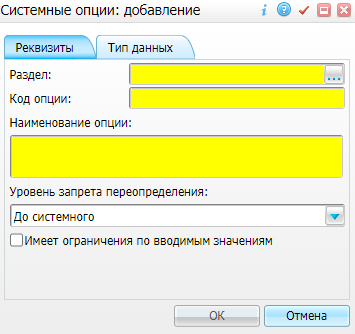 Системные опции: добавление
Реквизиты Тип данных
Раздел:
...
Код опции:
Наименование опции:
Уровень запрета переопределения:
До системного
Имеет ограничения по вводимым значениям
ОК Отмена